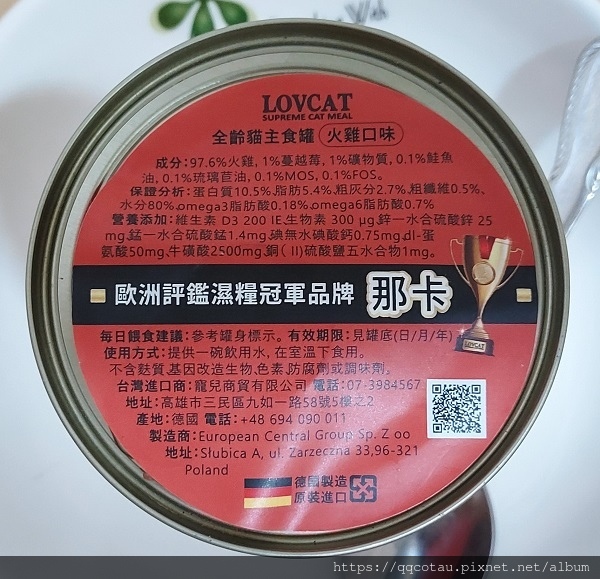 LOVCAT
SUPREME CAT MEAL
全齡貓主食罐 火雞口味
成分：97.6%火雞, 1%蔓越莓, 1%礦物質, 0.1%鮭魚
油, 0.1%琉璃苣油, 0.1%MOS, 0.1%FOS。
保證分析：蛋白質10.5%,脂肪5.4%,粗灰分2.7%,粗纖維0.5%,
水分80%,omega3脂肪酸0.18%,omega6脂肪酸0.7%
營養添加：維生素 D3 200 IE,生物素 300 μg,鋅一水合硫酸鋅 25
mg,錳一水合硫酸錳1.4mg,碘無水碘酸鈣0.75mg,dl-蛋
氨酸50mg,牛磺酸2500mg,銅(II)硫酸鹽五水合物1mg。
歐洲評鑑濕糧冠軍品牌 那卡
LOVCAT
每日餵食建議：參考罐身標示。有效期限：見罐底(日/月/年)
使用方式：提供一碗飲用水, 在室溫下食用。
不含麩質,基因改造生物,色素,防腐劑或調味劑。
台灣進口商：寵兒商貿有限公司 電話：07-3984567
地址：高雄市三民區九如一路58號5樓之2
產地：德國 電話：+48 694 090 011
製造商：European Central Group Sp. Z oo
地址：Słubica A, ul. Zarzeczna 33,96-321
Poland
德國製造
原裝進口
https://qqcotau.pixnet.net/album